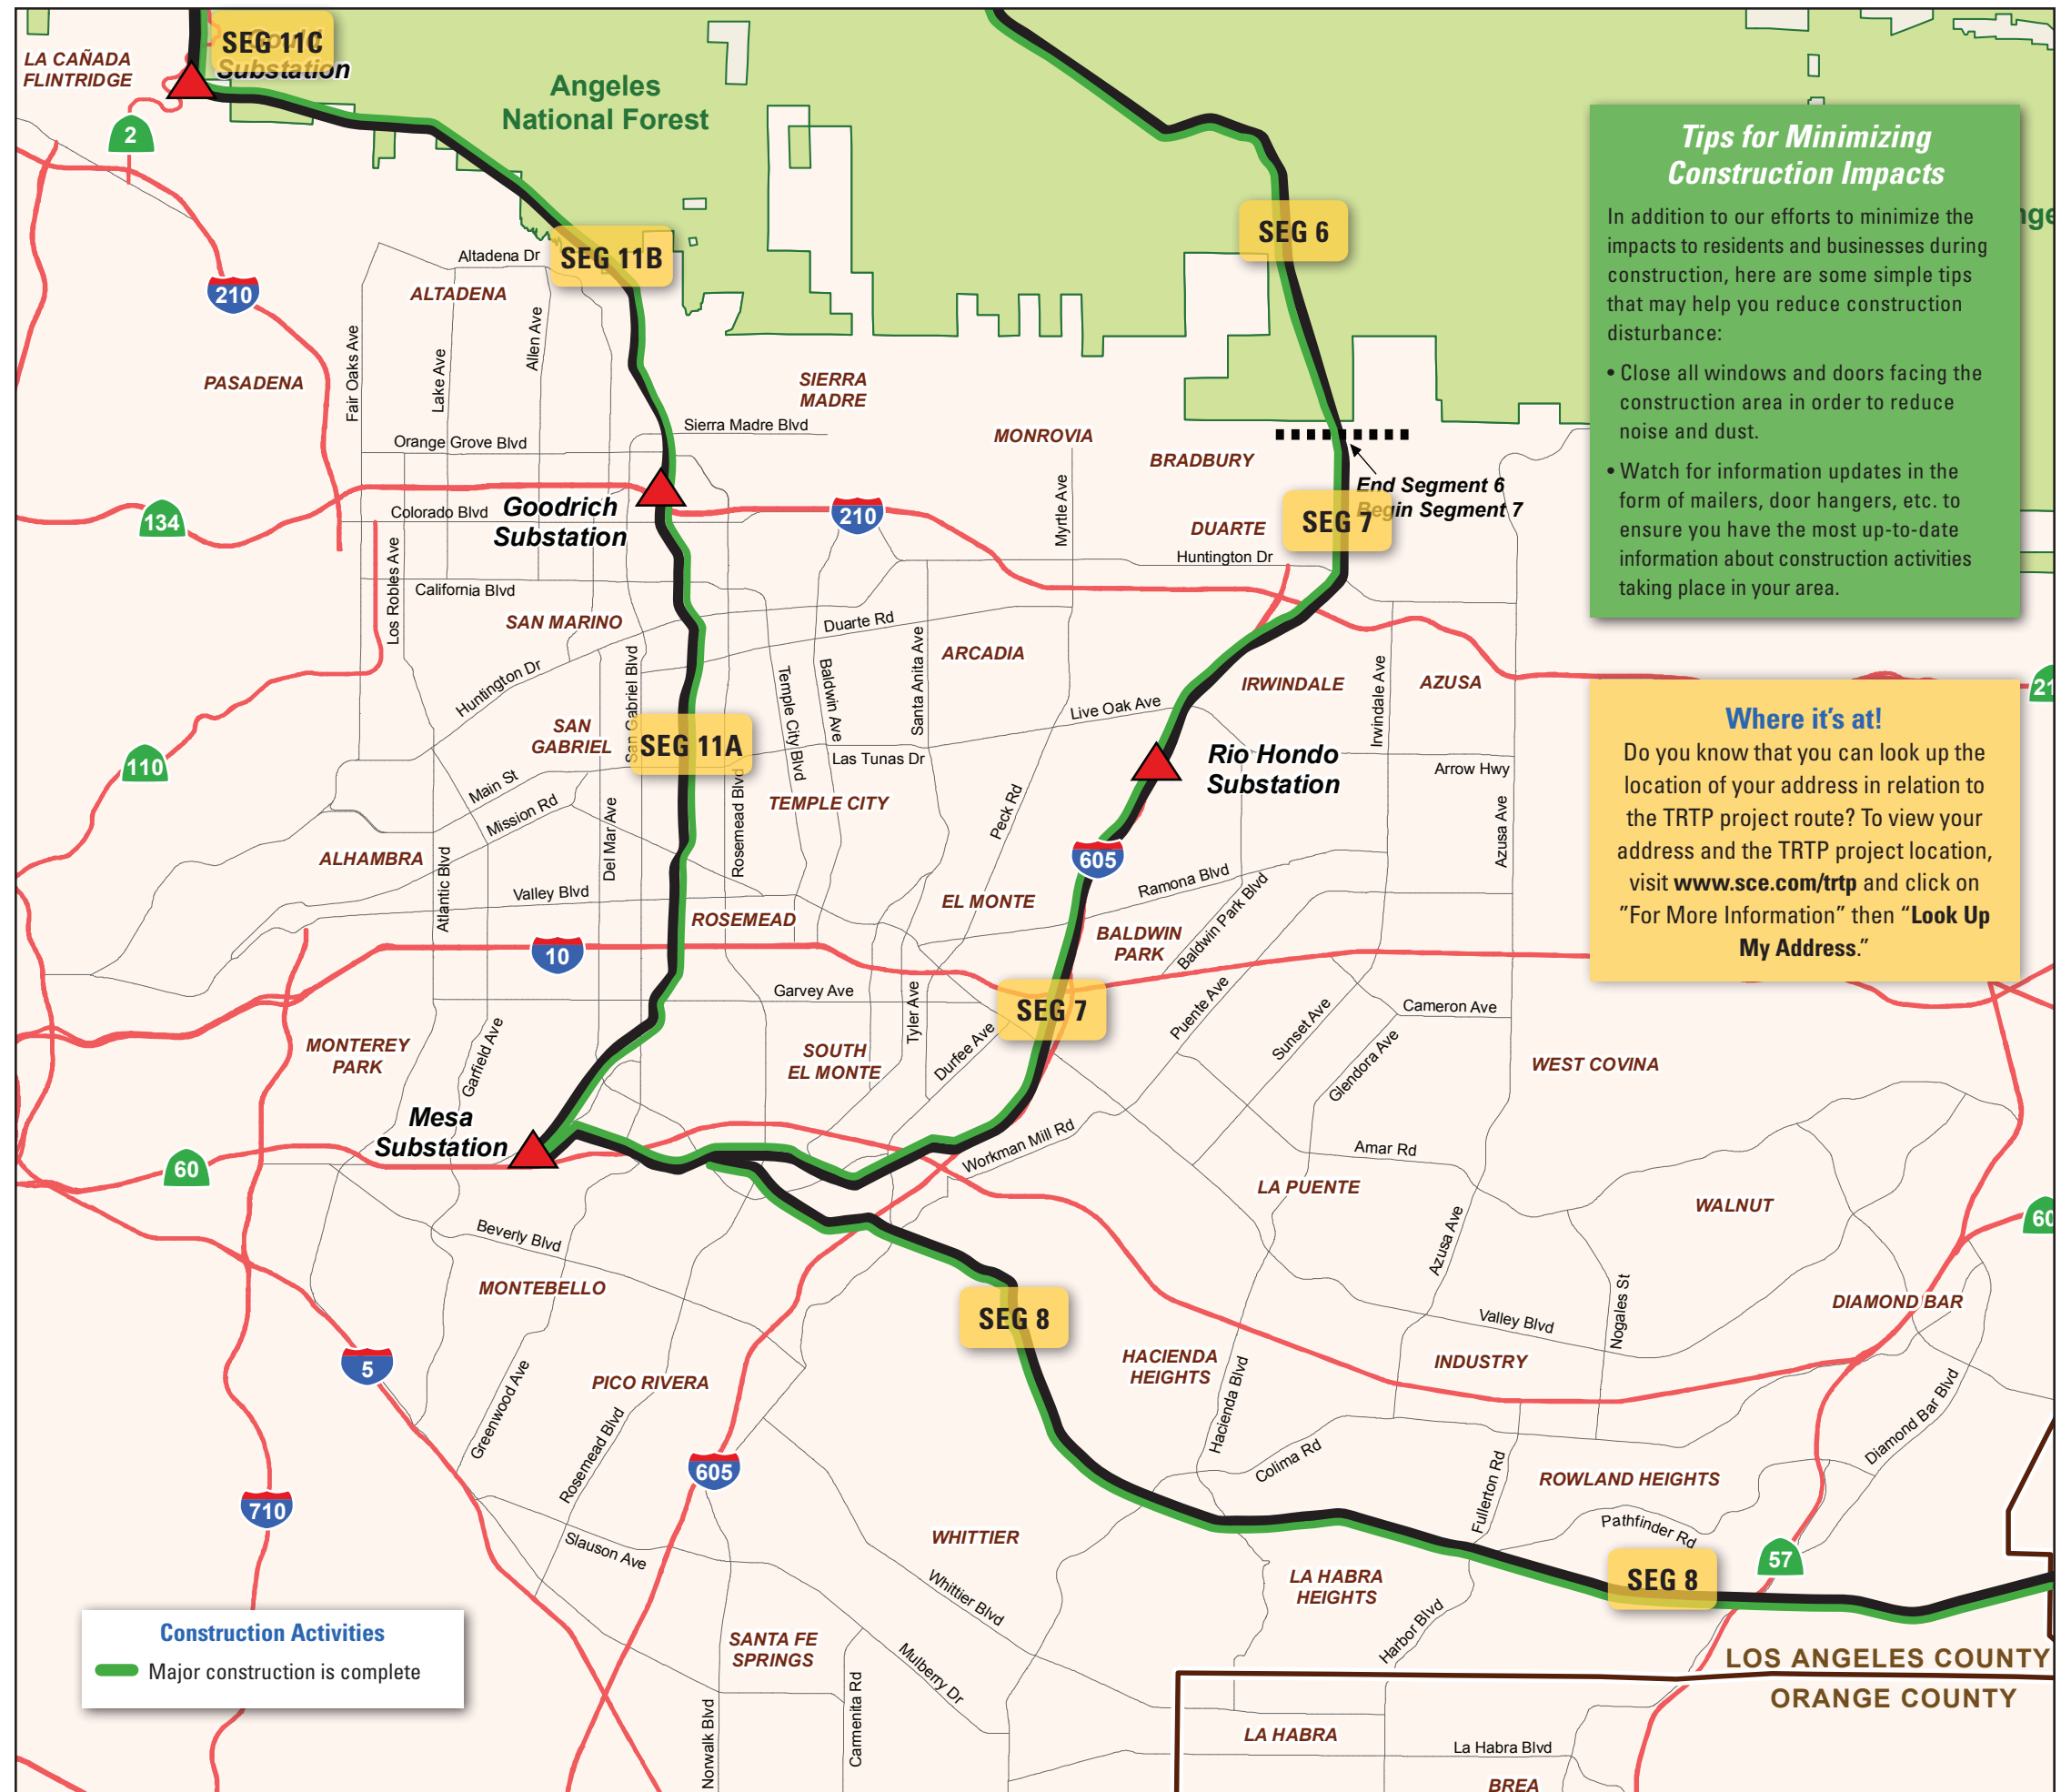 SEG 11C
Gould
Substation
LA CAÑADA
FLINTRIDGE
2
Angeles
National Forest
SEG 6
SEG 11B
Altadena Dr
ALTADENA
210
Fair Oaks Ave
Lake Ave
Allen Ave
PASADENA
SIERRA
MADRE
Sierra Madre Blvd
Orange Grove Blvd
MONROVIA
BRADBURY
End Segment 6
Begin Segment 7
SEG 7
Goodrich
Substation
134
Colorado Blvd
210
Myrtle Ave
DUARTE
Huntington Dr
Los Robles Ave
California Blvd
SAN MARINO
Duarte Rd
Santa Anita Ave
ARCADIA
Huntington Dr
San Gabriel Blvd
Temple City Blvd
Baldwin Ave
Live Oak Ave
IRWINDALE
Irwindale Ave
AZUSA
SAN
GABRIEL
SEG 11A
110
Las Tunas Dr
Rio Hondo
Substation
Arrow Hwy
Main St
Mission Rd
Rosemead Blvd
TEMPLE CITY
Peck Rd
Azusa Ave
ALHAMBRA
Atlantic Blvd
Del Mar Ave
605
Valley Blvd
ROSEMEAD
EL MONTE
Ramona Blvd
BALDWIN
PARK
Baldwin Park Blvd
10
Garvey Ave
Tyler Ave
SEG 7
Puente Ave
Sunset Ave
Cameron Ave
MONTEREY
PARK
Garfield Ave
SOUTH
EL MONTE
Durfee Ave
Glendora Ave
WEST COVINA
Mesa
Substation
60
Workman Mill Rd
Amar Rd
LA PUENTE
WALNUT
60
Beverly Blvd
Azusa Ave
MONTEBELLO
SEG 8
Valley Blvd
Nogales St
DIAMOND BAR
5
Greenwood Ave
PICO RIVERA
HACIENDA
HEIGHTS
INDUSTRY
Hacienda Blvd
Diamond Bar Blvd
Rosemead Blvd
605
Colima Rd
ROWLAND HEIGHTS
Fullerton Rd
710
Slauson Ave
WHITTIER
Pathfinder Rd
57
SEG 8
Whittier Blvd
LA HABRA
HEIGHTS
Harbor Blvd
SANTA FE
SPRINGS
Mulberry Dr
Norwalk Blvd
Carmenita Rd
LOS ANGELES COUNTY
ORANGE COUNTY
LA HABRA
La Habra Blvd
BREA
Tips for Minimizing
Construction Impacts
In addition to our efforts to minimize the
impacts to residents and businesses during
construction, here are some simple tips
that may help you reduce construction
disturbance:
• Close all windows and doors facing the
construction area in order to reduce
noise and dust.
• Watch for information updates in the
form of mailers, door hangers, etc. to
ensure you have the most up-to-date
information about construction activities
taking place in your area.
Where it's at!
Do you know that you can look up the
location of your address in relation to
the TRTP project route? To view your
address and the TRTP project location,
visit www.sce.com/trtp and click on
"For More Information" then "Look Up
My Address."
Construction Activities
Major construction is complete